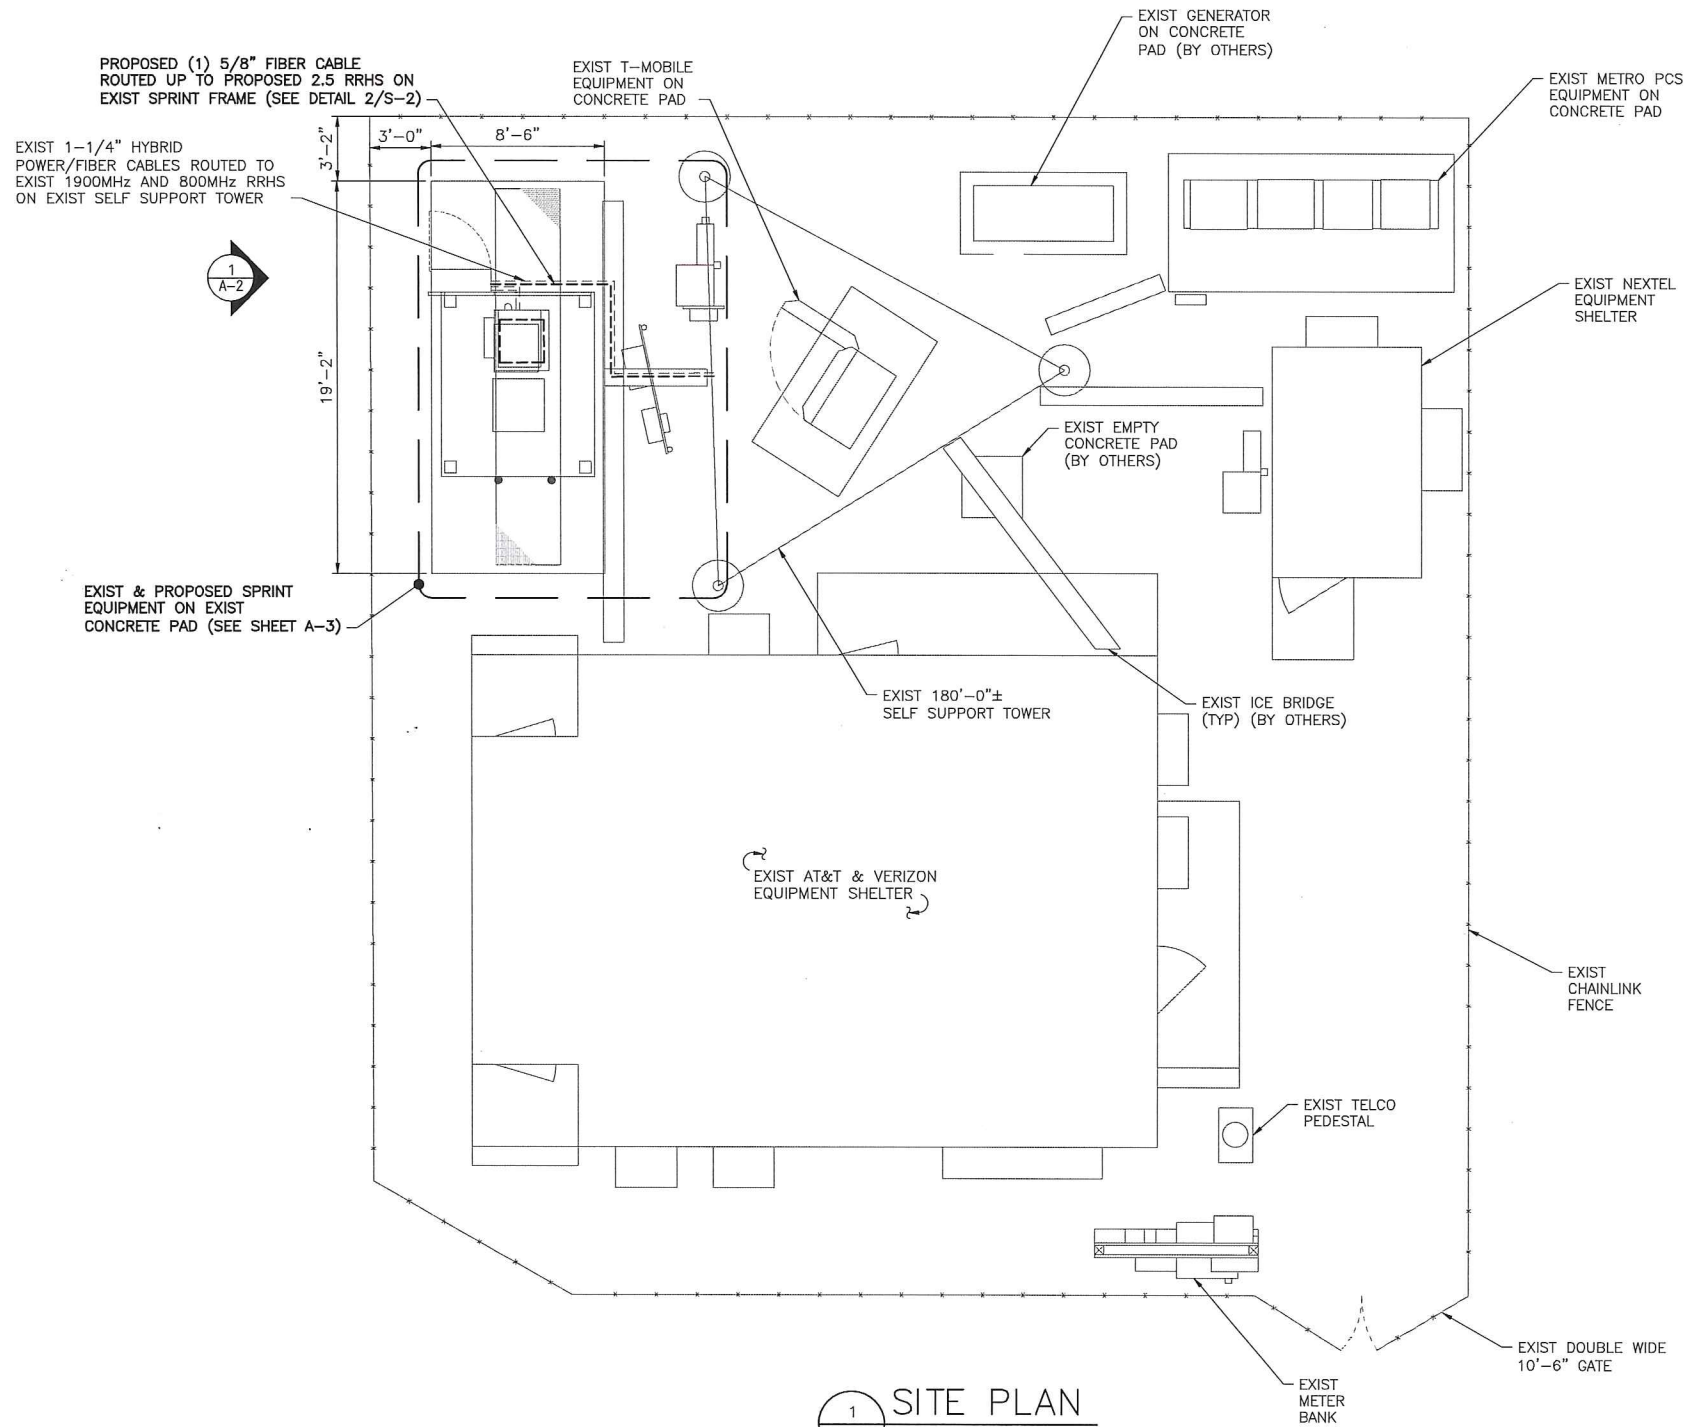 EXIST GENERATOR
ON CONCRETE
PAD (BY OTHERS)
PROPOSED (1) 5/8" FIBER CABLE
ROUTED UP TO PROPOSED 2.5 RRHS ON
EXIST SPRINT FRAME (SEE DETAIL 2/S-2)
EXIST T-MOBILE
EQUIPMENT ON
CONCRETE PAD
EXIST METRO PCS
EQUIPMENT ON
CONCRETE PAD
3'-2"
3'-0"
8'-6"
EXIST 1-1/4" HYBRID
POWER/FIBER CABLES ROUTED TO
EXIST 1900MHz AND 800MHz RRHS
ON EXIST SELF SUPPORT TOWER
1
A-2
EXIST NEXTEL
EQUIPMENT
SHELTER
19'-2"
EXIST EMPTY
CONCRETE PAD
(BY OTHERS)
EXIST & PROPOSED SPRINT
EQUIPMENT ON EXIST
CONCRETE PAD (SEE SHEET A-3)
EXIST 180'-0"±
SELF SUPPORT TOWER
EXIST ICE BRIDGE
(TYP) (BY OTHERS)
EXIST AT&T & VERIZON
EQUIPMENT SHELTER
EXIST
CHAINLINK
FENCE
EXIST TELCO
PEDESTAL
EXIST DOUBLE WIDE
10'-6" GATE
EXIST
METER
BANK
1
SITE PLAN